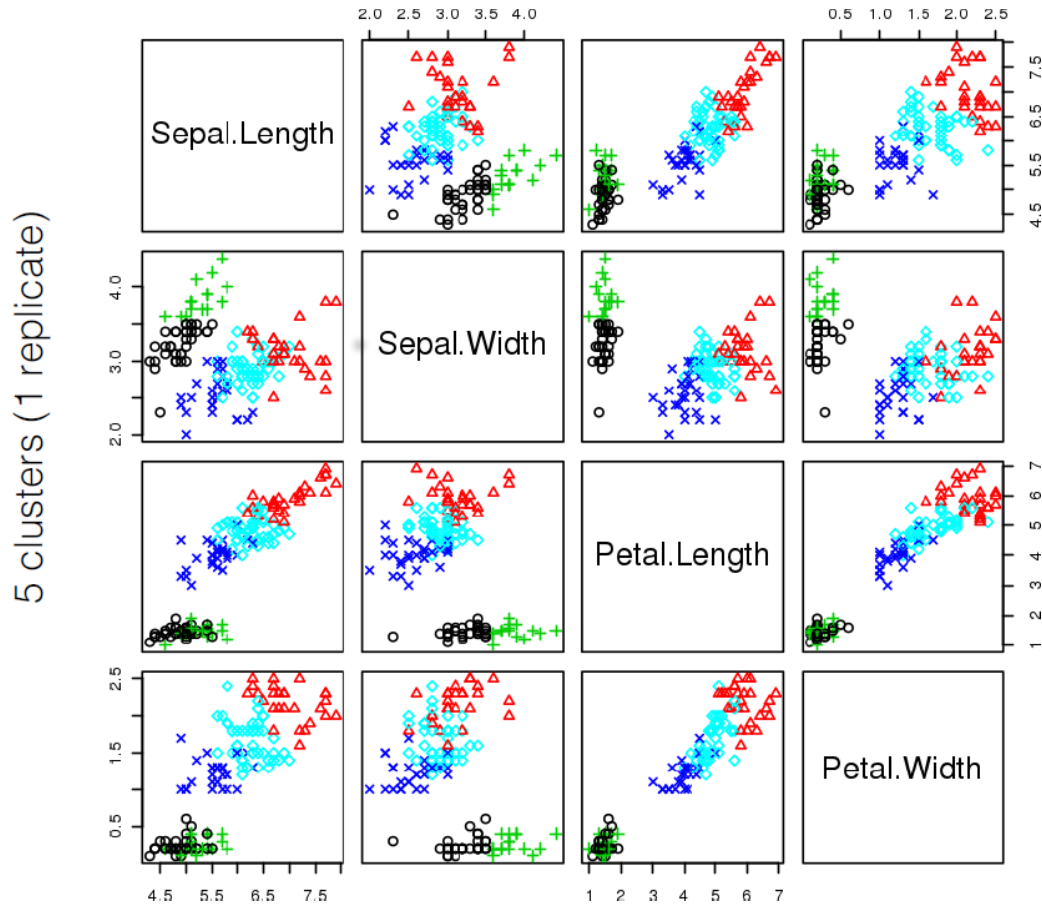 2.0 2.5 3.0 3.5 4.0
0.5 1.0 1.5 2.0 2.5
5 clusters (1 replicate)
Sepal.Length
4.5 5.5 6.5 7.5
2.0 3.0 4.0
Sepal.Width
Petal.Length
1 2 3 4 5 6 7
0.5 1.5 2.5
Petal.Width
4.5 5.5 6.5 7.5
1 2 3 4 5 6 7